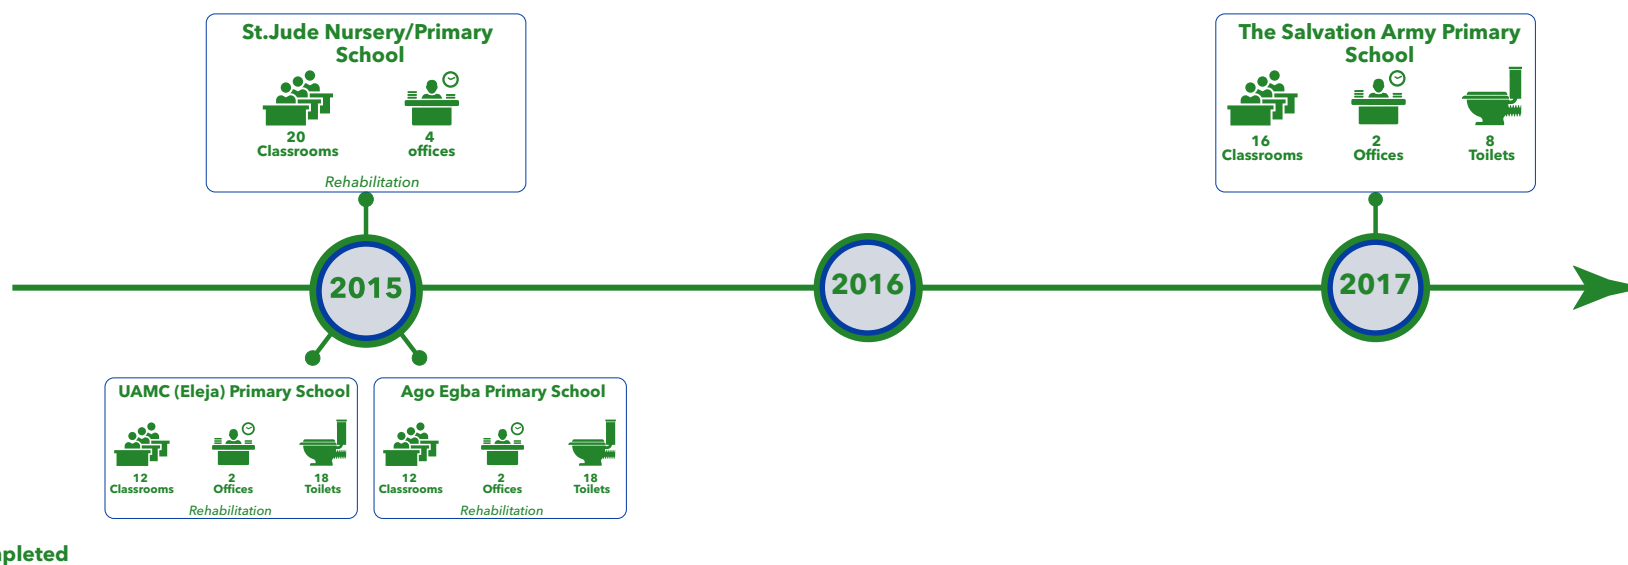 St.Jude Nursery/Primary
School
20
Classrooms
4
offices
Rehabilitation
The Salvation Army Primary
School
16
Classrooms
2
Offices
8
Toilets
2015
2016
2017
UAMC (Eleja) Primary School
12
Classrooms
2
Offices
18
Toilets
Rehabilitation
Ago Egba Primary School
12
Classrooms
2
Offices
18
Toilets
Rehabilitation